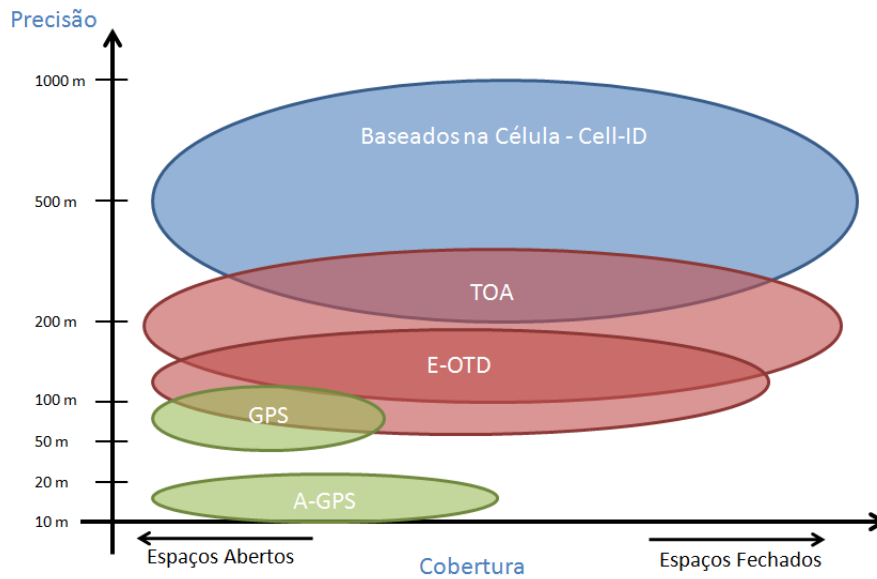 Precisão
1000 m
Baseados na Célula - Cell-ID
500 m
TOA
200 m
E-OTD
100 m
GPS
50 m
20 m
A-GPS
10 m
Espaços Abertos
Espaços Fechados
Cobertura